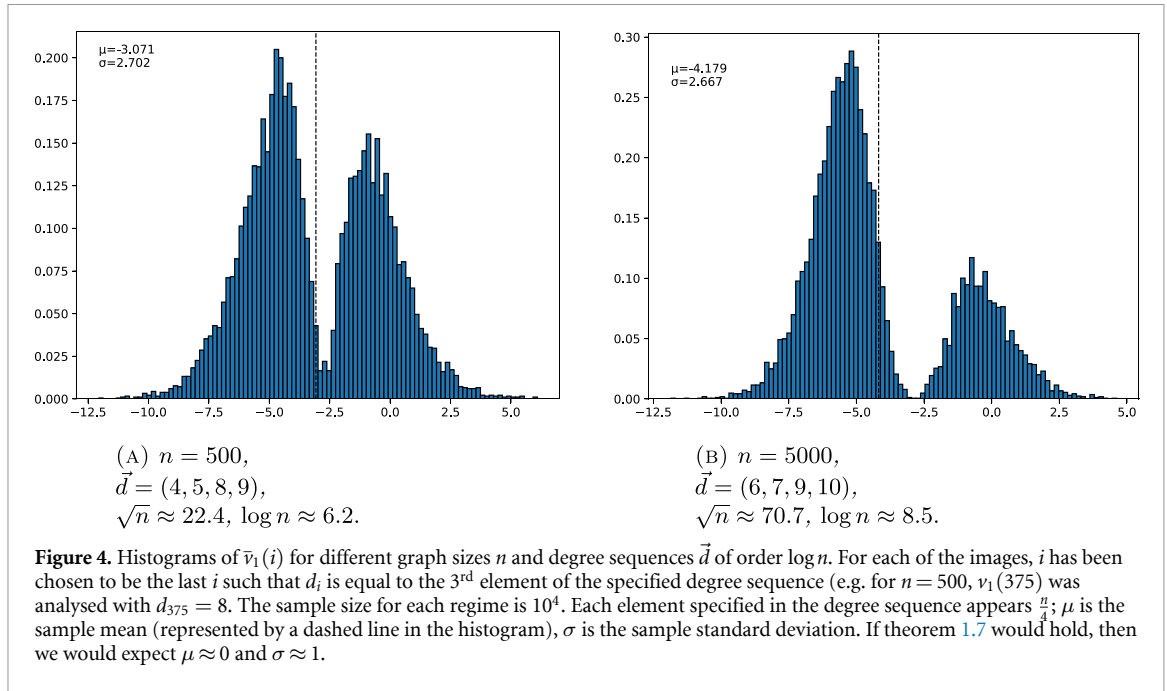 μ=-3.071
σ=2.702
0.200
0.175
0.150
0.125
0.100
0.075
0.050
0.025
0.000
−12.5 −10.0 −7.5 −5.0 −2.5 0.0 2.5 5.0
(A) n = 500,
d⃗ = (4, 5, 8, 9),
√n ≈ 22.4, log n ≈ 6.2.
μ=-4.179
σ=2.667
0.30
0.25
0.20
0.15
0.10
0.05
0.00
−12.5 −10.0 −7.5 −5.0 −2.5 0.0 2.5 5.0
(B) n = 5000,
d⃗ = (6, 7, 9, 10),
√n ≈ 70.7, log n ≈ 8.5.
Figure 4. Histograms of ν̄₁(i) for different graph sizes n and degree sequences d⃗ of order log n. For each of the images, i has been
chosen to be the last i such that dᵢ is equal to the 3rd element of the specified degree sequence (e.g. for n = 500, ν₁(375) was
analysed with d₃₇₅ = 8. The sample size for each regime is 10⁴. Each element specified in the degree sequence appears n/4; μ is the
sample mean (represented by a dashed line in the histogram), σ is the sample standard deviation. If theorem 1.7 would hold, then
we would expect μ ≈ 0 and σ ≈ 1.